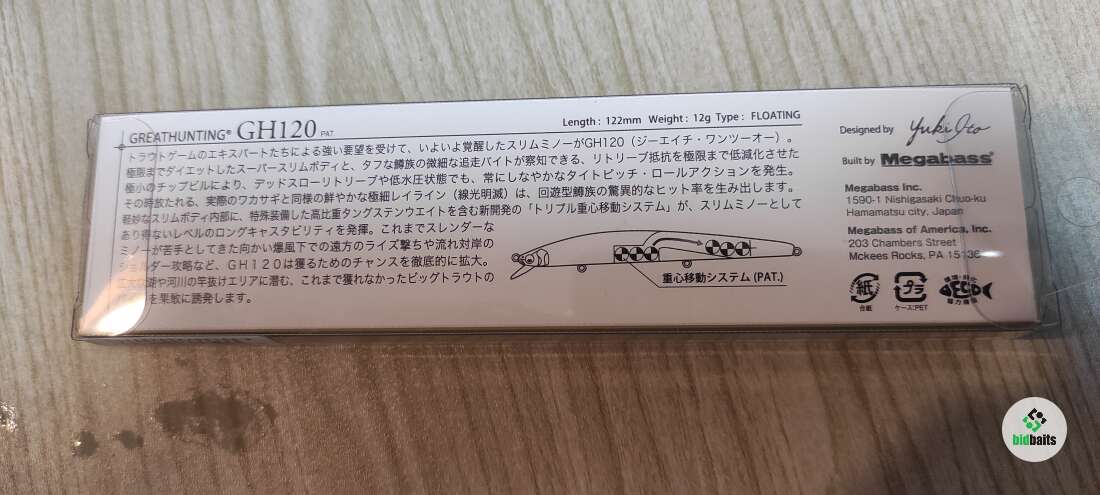 GREATHUNTING® GH120 PAT. Length : 122mm Weight : 12g Type : FLOATING
トラウトゲームのエキスパートたちによる強い要望を受けて、いよいよ覚醒したスリムミノーがGH120（ジーエイチ・ワンツーオー）。
極限までダイエットしたスーパースリムボディと、タフな鱒族の微細な追走バイトが察知できる、リトリーブ抵抗を極限まで低減化させた
極小のチップビルにより、デッドスローリトリーブや低水圧状態でも、常にしなやかなタイトピッチ・ロールアクションを発生。
その時放たれる、実際のワカサギと同様の鮮やかな極細レイライン（線光明滅）は、回遊型鱒族の驚異的なヒット率を生み出します。
軽妙なスリムボディ内部に、特殊装備した高比重タングステンウエイトを含む新開発の「トリプル重心移動システム」が、スリムミノーとして
あり得ないレベルのロングキャスタビリティを発揮。これまでスレンダーな
ミノーが苦手としてきた向かい爆風下での遠方のライズ撃ちや流れ対岸の
ショルダー攻略など、GH120は獲るためのチャンスを徹底的に拡大。
や河川の竿抜けエリアに潜む、これまで獲れなかったビッグトラウトの
を果敢に誘発します。
重心移動システム (PAT.)
Designed by Yuki Ito
Built by Megabass®
Megabass Inc.
1590-1 Nishigasaki Chuo-ku
Hamamatsu city, Japan
Megabass of America, Inc.
203 Chambers Street
Mckees Rocks, PA 15136
紙
台紙
プラ
ケース:PET
ECO
bidbaits